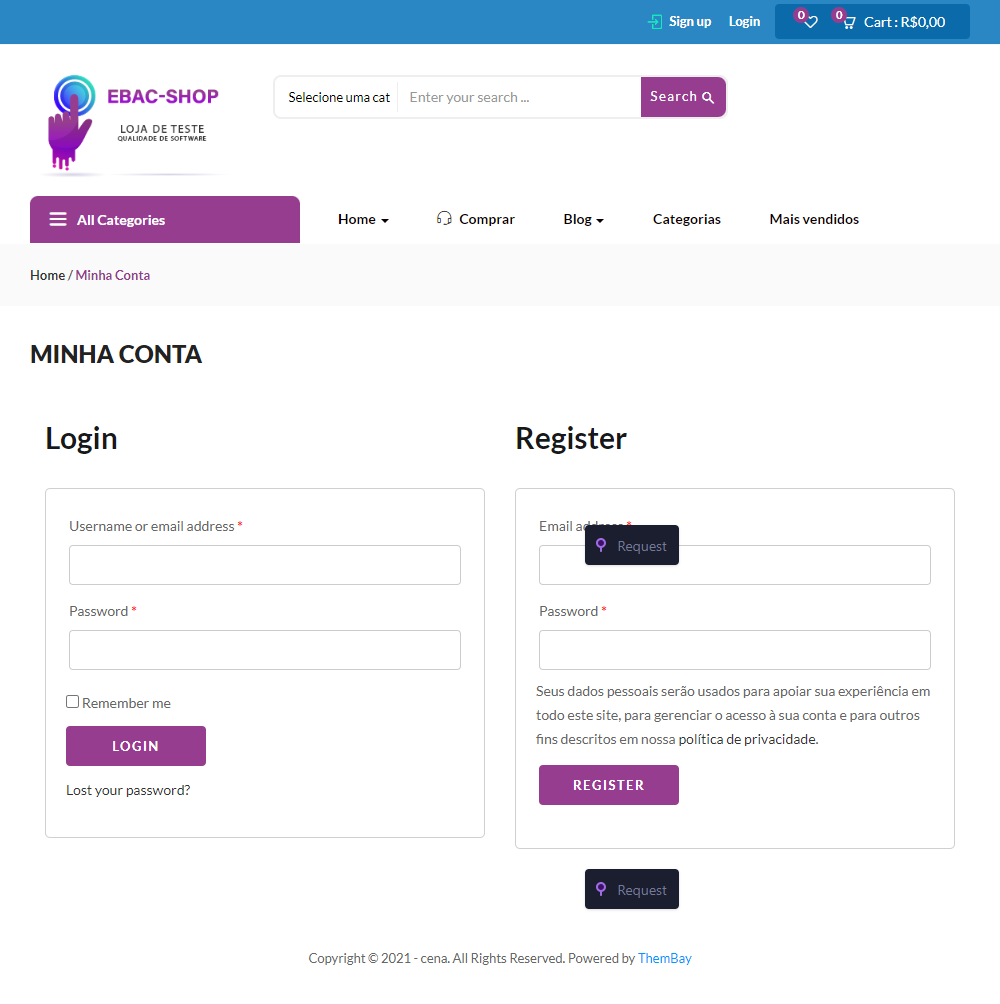 Sign up Login 0 0 Cart : R$0,00
EBAC-SHOP
LOJA DE TESTE
QUALIDADE DE SOFTWARE
Selecione uma cat Enter your search ... Search
All Categories Home Comprar Blog Categorias Mais vendidos
Home / Minha Conta
MINHA CONTA
Login
Username or email address *
Password *
Remember me
LOGIN
Lost your password?
Register
Email address *
Request
Password *
Seus dados pessoais serão usados para apoiar sua experiência em
todo este site, para gerenciar o acesso à sua conta e para outros
fins descritos em nossa política de privacidade.
REGISTER
Request
Copyright © 2021 - cena. All Rights Reserved. Powered by ThemBay